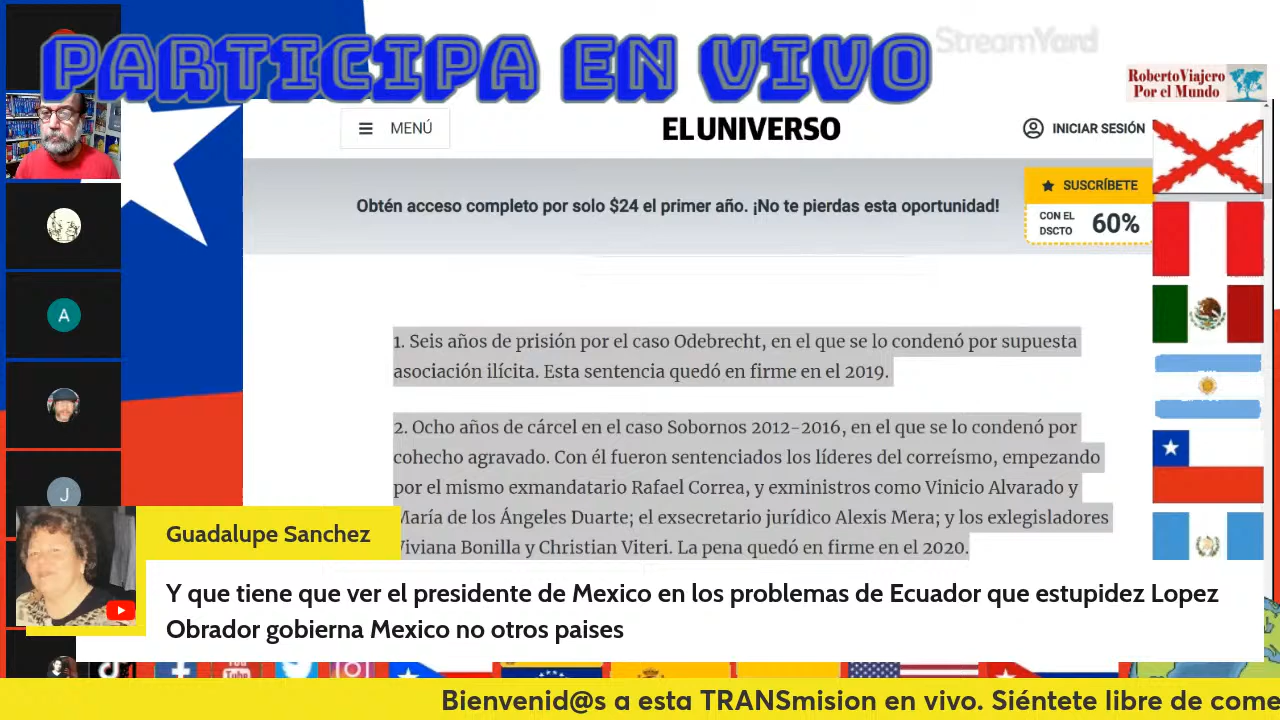 PARTICIPA EN VIVO
StreamYard
RobertoViajero
Por el Mundo
MENÚ
EL UNIVERSO
INICIAR SESIÓN
Obtén acceso completo por solo $24 el primer año. ¡No te pierdas esta oportunidad!
SUSCRÍBETE
CON EL
DSCTO
60%
1. Seis años de prisión por el caso Odebrecht, en el que se lo condenó por supuesta
asociación ilícita. Esta sentencia quedó en firme en el 2019.
2. Ocho años de cárcel en el caso Sobornos 2012-2016, en el que se lo condenó por
cohecho agravado. Con él fueron sentenciados los líderes del correísmo, empezando
por el mismo exmandatario Rafael Correa, y exministros como Vinicio Alvarado y
María de los Ángeles Duarte; el exsecretario jurídico Alexis Mera; y los exlegisladores
Viviana Bonilla y Christian Viteri. La pena quedó en firme en el 2020.
A
J
Guadalupe Sanchez
Y que tiene que ver el presidente de Mexico en los problemas de Ecuador que estupidez Lopez
Obrador gobierna Mexico no otros paises
You
Tube
Bienvenid@s a esta TRANSmision en vivo. Siéntete libre de come